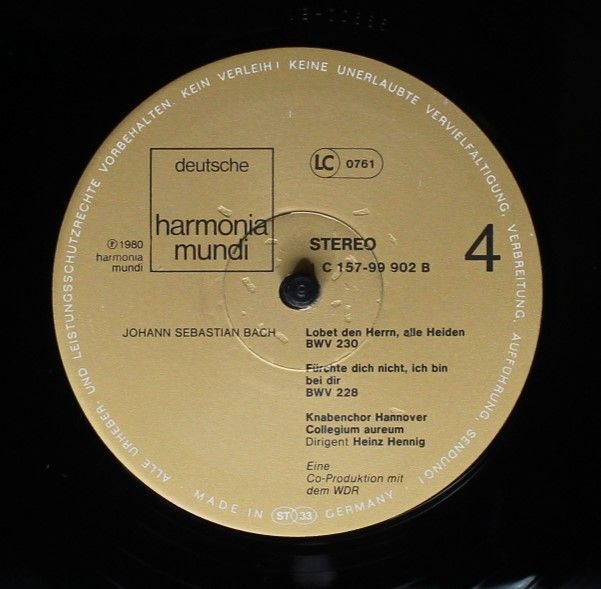 ALLE URHEBER- UND LEISTUNGSSCHUTZRECHTE VORBEHALTEN. KEIN VERLEIH! KEINE UNERLAUBTE VERVIELFÄLTIGUNG, VERBREITUNG, AUFFÜHRUNG, SENDUNG!
deutsche
harmonia
mundi
LC 0761
℗ 1980
harmonia
mundi
STEREO
4
C 157-99 902 B
JOHANN SEBASTIAN BACH
Lobet den Herrn, alle Heiden
BWV 230
Fürchte dich nicht, ich bin
bei dir
BWV 228
Knabenchor Hannover
Collegium aureum
Dirigent Heinz Hennig
Eine
Co-Produktion mit
dem WDR
MADE IN ST 33 GERMANY